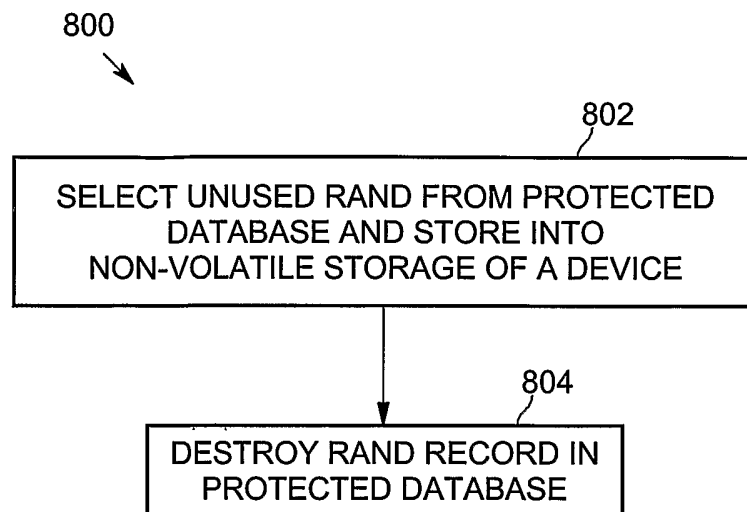 800
802
SELECT UNUSED RAND FROM PROTECTED
DATABASE AND STORE INTO
NON-VOLATILE STORAGE OF A DEVICE
804
DESTROY RAND RECORD IN
PROTECTED DATABASE